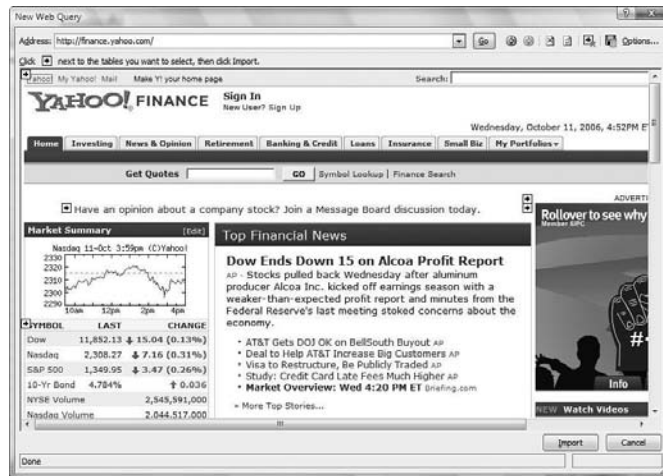 New Web Query
Address: http://finance.yahoo.com/ Go Options...
Click next to the tables you want to select, then click Import.
Yahoo! My Yahoo! Mail Make Y! your home page Search:
YAHOO! FINANCE Sign In
New User? Sign Up
Wednesday, October 11, 2006, 4:52PM E
Home Investing News & Opinion Retirement Banking & Credit Loans Insurance Small Biz My Portfolios
Get Quotes GO Symbol Lookup | Finance Search
ADVERTI
Have an opinion about a company stock? Join a Message Board discussion today.
Rollover to see why
Member SIPC
Market Summary [Edit]
Nasdaq 11-Oct 3:59pm (C)Yahoo!
2330
2320
2310
2300
2290
10am 12pm 2pm 4pm
SYMBOL LAST CHANGE
Dow 11,852.13 ↓ 15.04 (0.13%)
Nasdaq 2,308.27 ↓ 7.16 (0.31%)
S&P 500 1,349.95 ↓ 3.47 (0.26%)
10-Yr Bond 4.784% ↑ 0.036
NYSE Volume 2,545,591,000
Nasdaq Volume 2,044,517,000
Top Financial News
Dow Ends Down 15 on Alcoa Profit Report
AP - Stocks pulled back Wednesday after aluminum
producer Alcoa Inc. kicked off earnings season with a
weaker-than-expected profit report and minutes from the
Federal Reserve's last meeting stoked concerns about the
economy.
• AT&T Gets DOJ OK on BellSouth Buyout AP
• Deal to Help AT&T Increase Big Customers AP
• Visa to Restructure, Be Publicly Traded AP
• Study: Credit Card Late Fees Much Higher AP
• Market Overview: Wed 4:20 PM ET Briefing.com
» More Top Stories...
#
Info
NEW Watch Videos
Import Cancel
Done